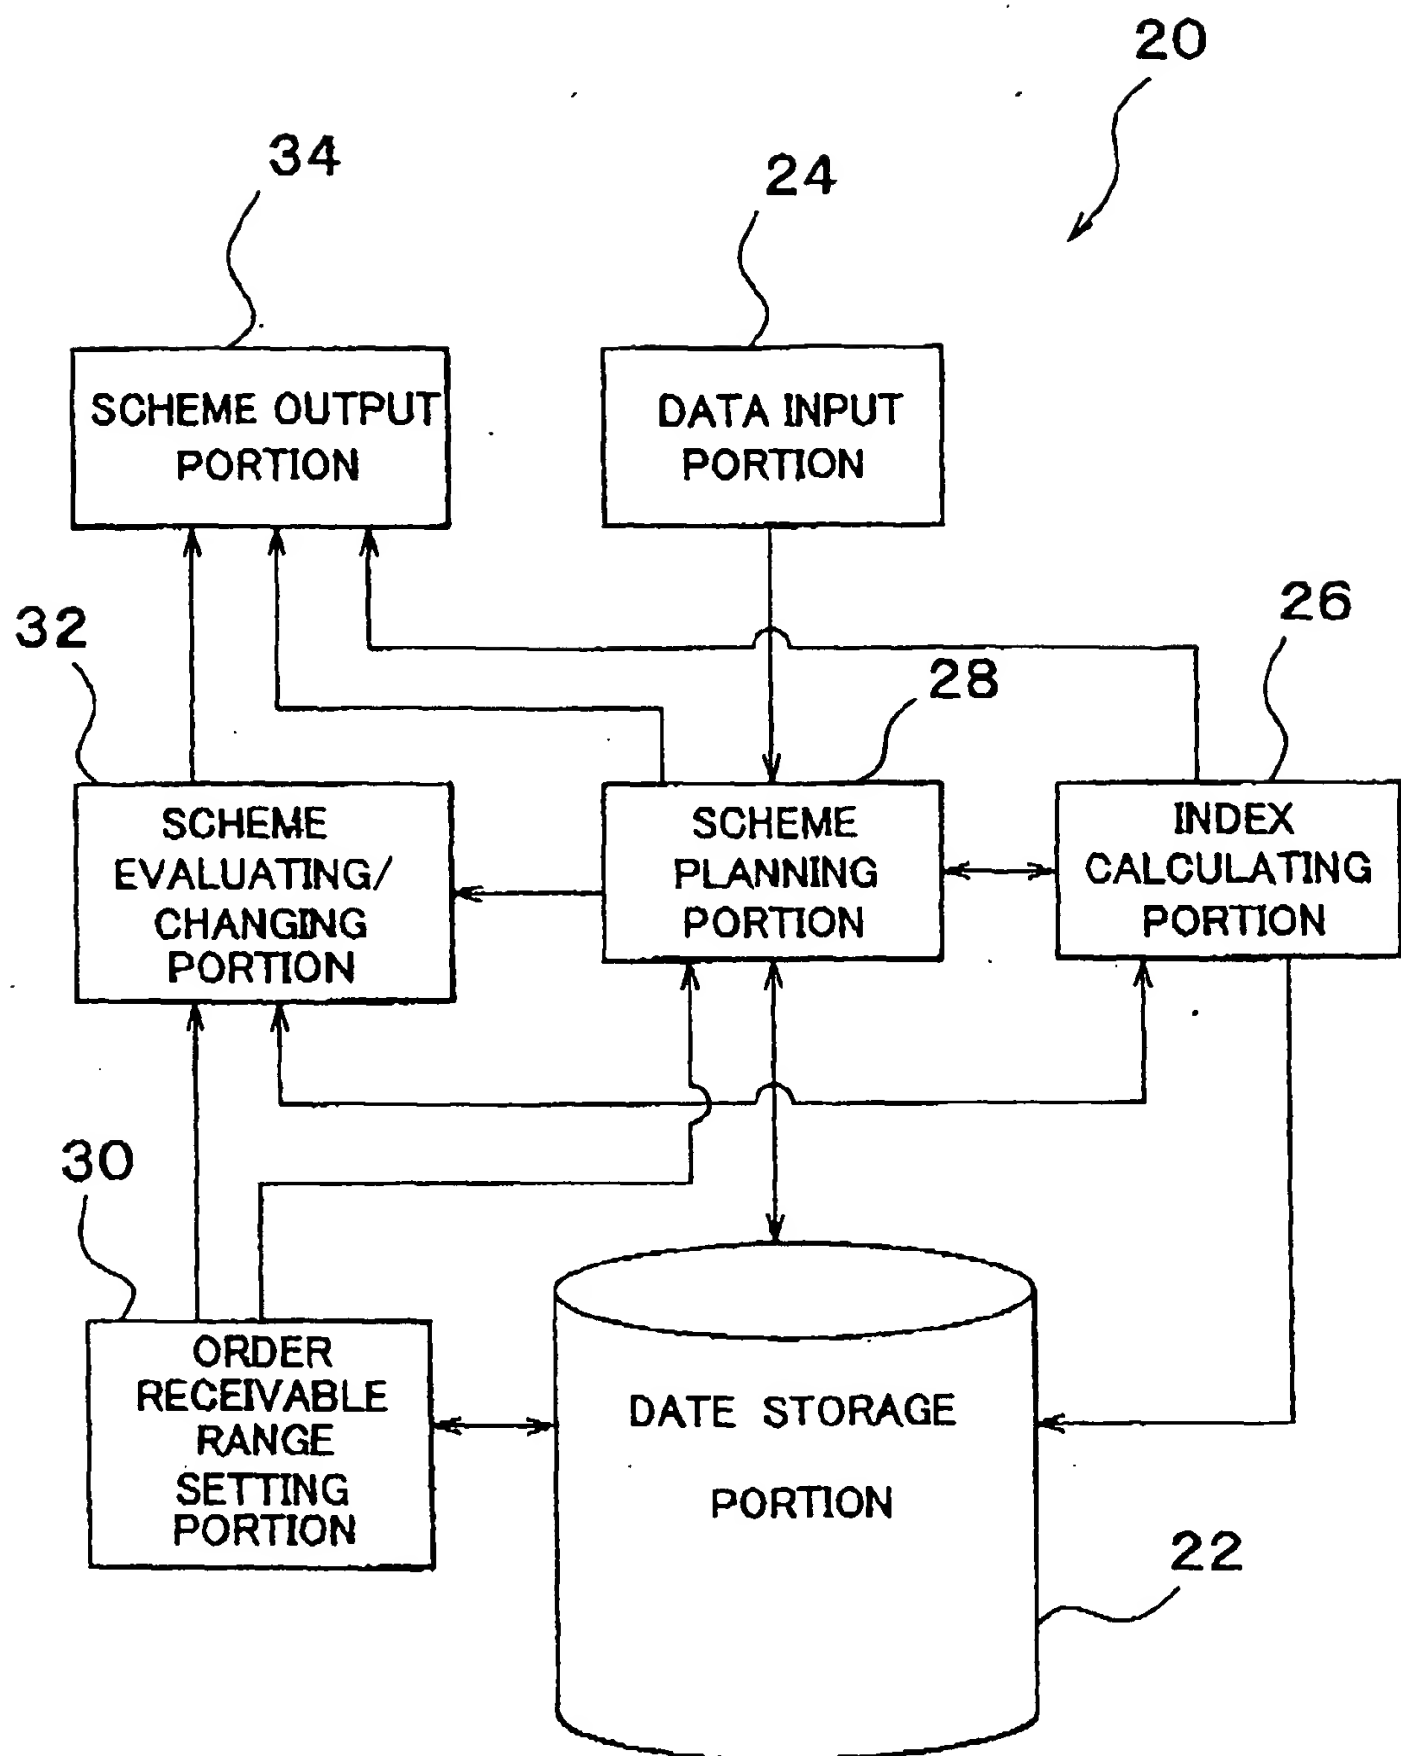 20
34
24
SCHEME OUTPUT
PORTION
DATA INPUT
PORTION
32
26
28
SCHEME
EVALUATING/
CHANGING
PORTION
SCHEME
PLANNING
PORTION
INDEX
CALCULATING
PORTION
30
ORDER
RECEIVABLE
RANGE
SETTING
PORTION
DATE STORAGE
PORTION
22